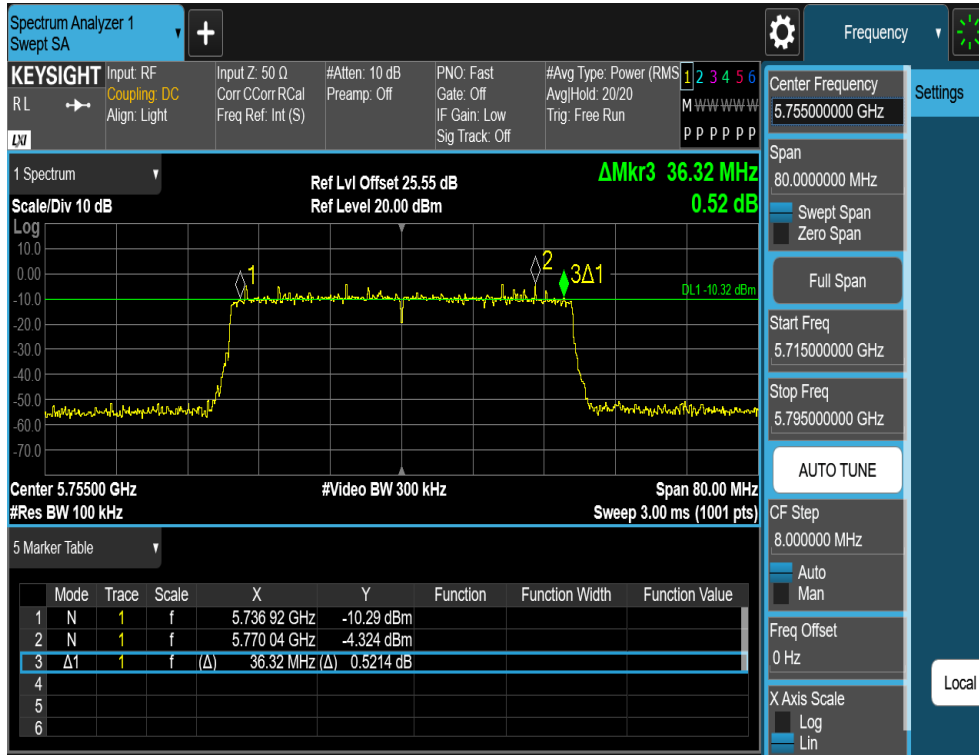 Spectrum Analyzer 1
Swept SA
+
Frequency
KEYSIGHT
RL
LXI
Input: RF
Coupling: DC
Align: Light
Input Z: 50 Ω
Corr CCorr RCal
Freq Ref: Int (S)
#Atten: 10 dB
Preamp: Off
PNO: Fast
Gate: Off
IF Gain: Low
Sig Track: Off
#Avg Type: Power (RMS
Avg|Hold: 20/20
Trig: Free Run
1 2 3 4 5 6
M W W W W W
P P P P P P
1 Spectrum
Scale/Div 10 dB
Ref Lvl Offset 25.55 dB
Ref Level 20.00 dBm
ΔMkr3 36.32 MHz
0.52 dB
Log
10.0
0.00
-10.0
-20.0
-30.0
-40.0
-50.0
-60.0
-70.0
1
2
3Δ1
DL1 -10.32 dBm
Center 5.75500 GHz
#Video BW 300 kHz
Span 80.00 MHz
#Res BW 100 kHz
Sweep 3.00 ms (1001 pts)
5 Marker Table
Mode Trace Scale X Y Function Function Width Function Value
1 N 1 f 5.736 92 GHz -10.29 dBm
2 N 1 f 5.770 04 GHz -4.324 dBm
3 Δ1 1 f (Δ) 36.32 MHz (Δ) 0.5214 dB
4
5
6
Center Frequency
5.755000000 GHz
Settings
Span
80.0000000 MHz
Swept Span
Zero Span
Full Span
Start Freq
5.715000000 GHz
Stop Freq
5.795000000 GHz
AUTO TUNE
CF Step
8.000000 MHz
Auto
Man
Freq Offset
0 Hz
Local
X Axis Scale
Log
Lin